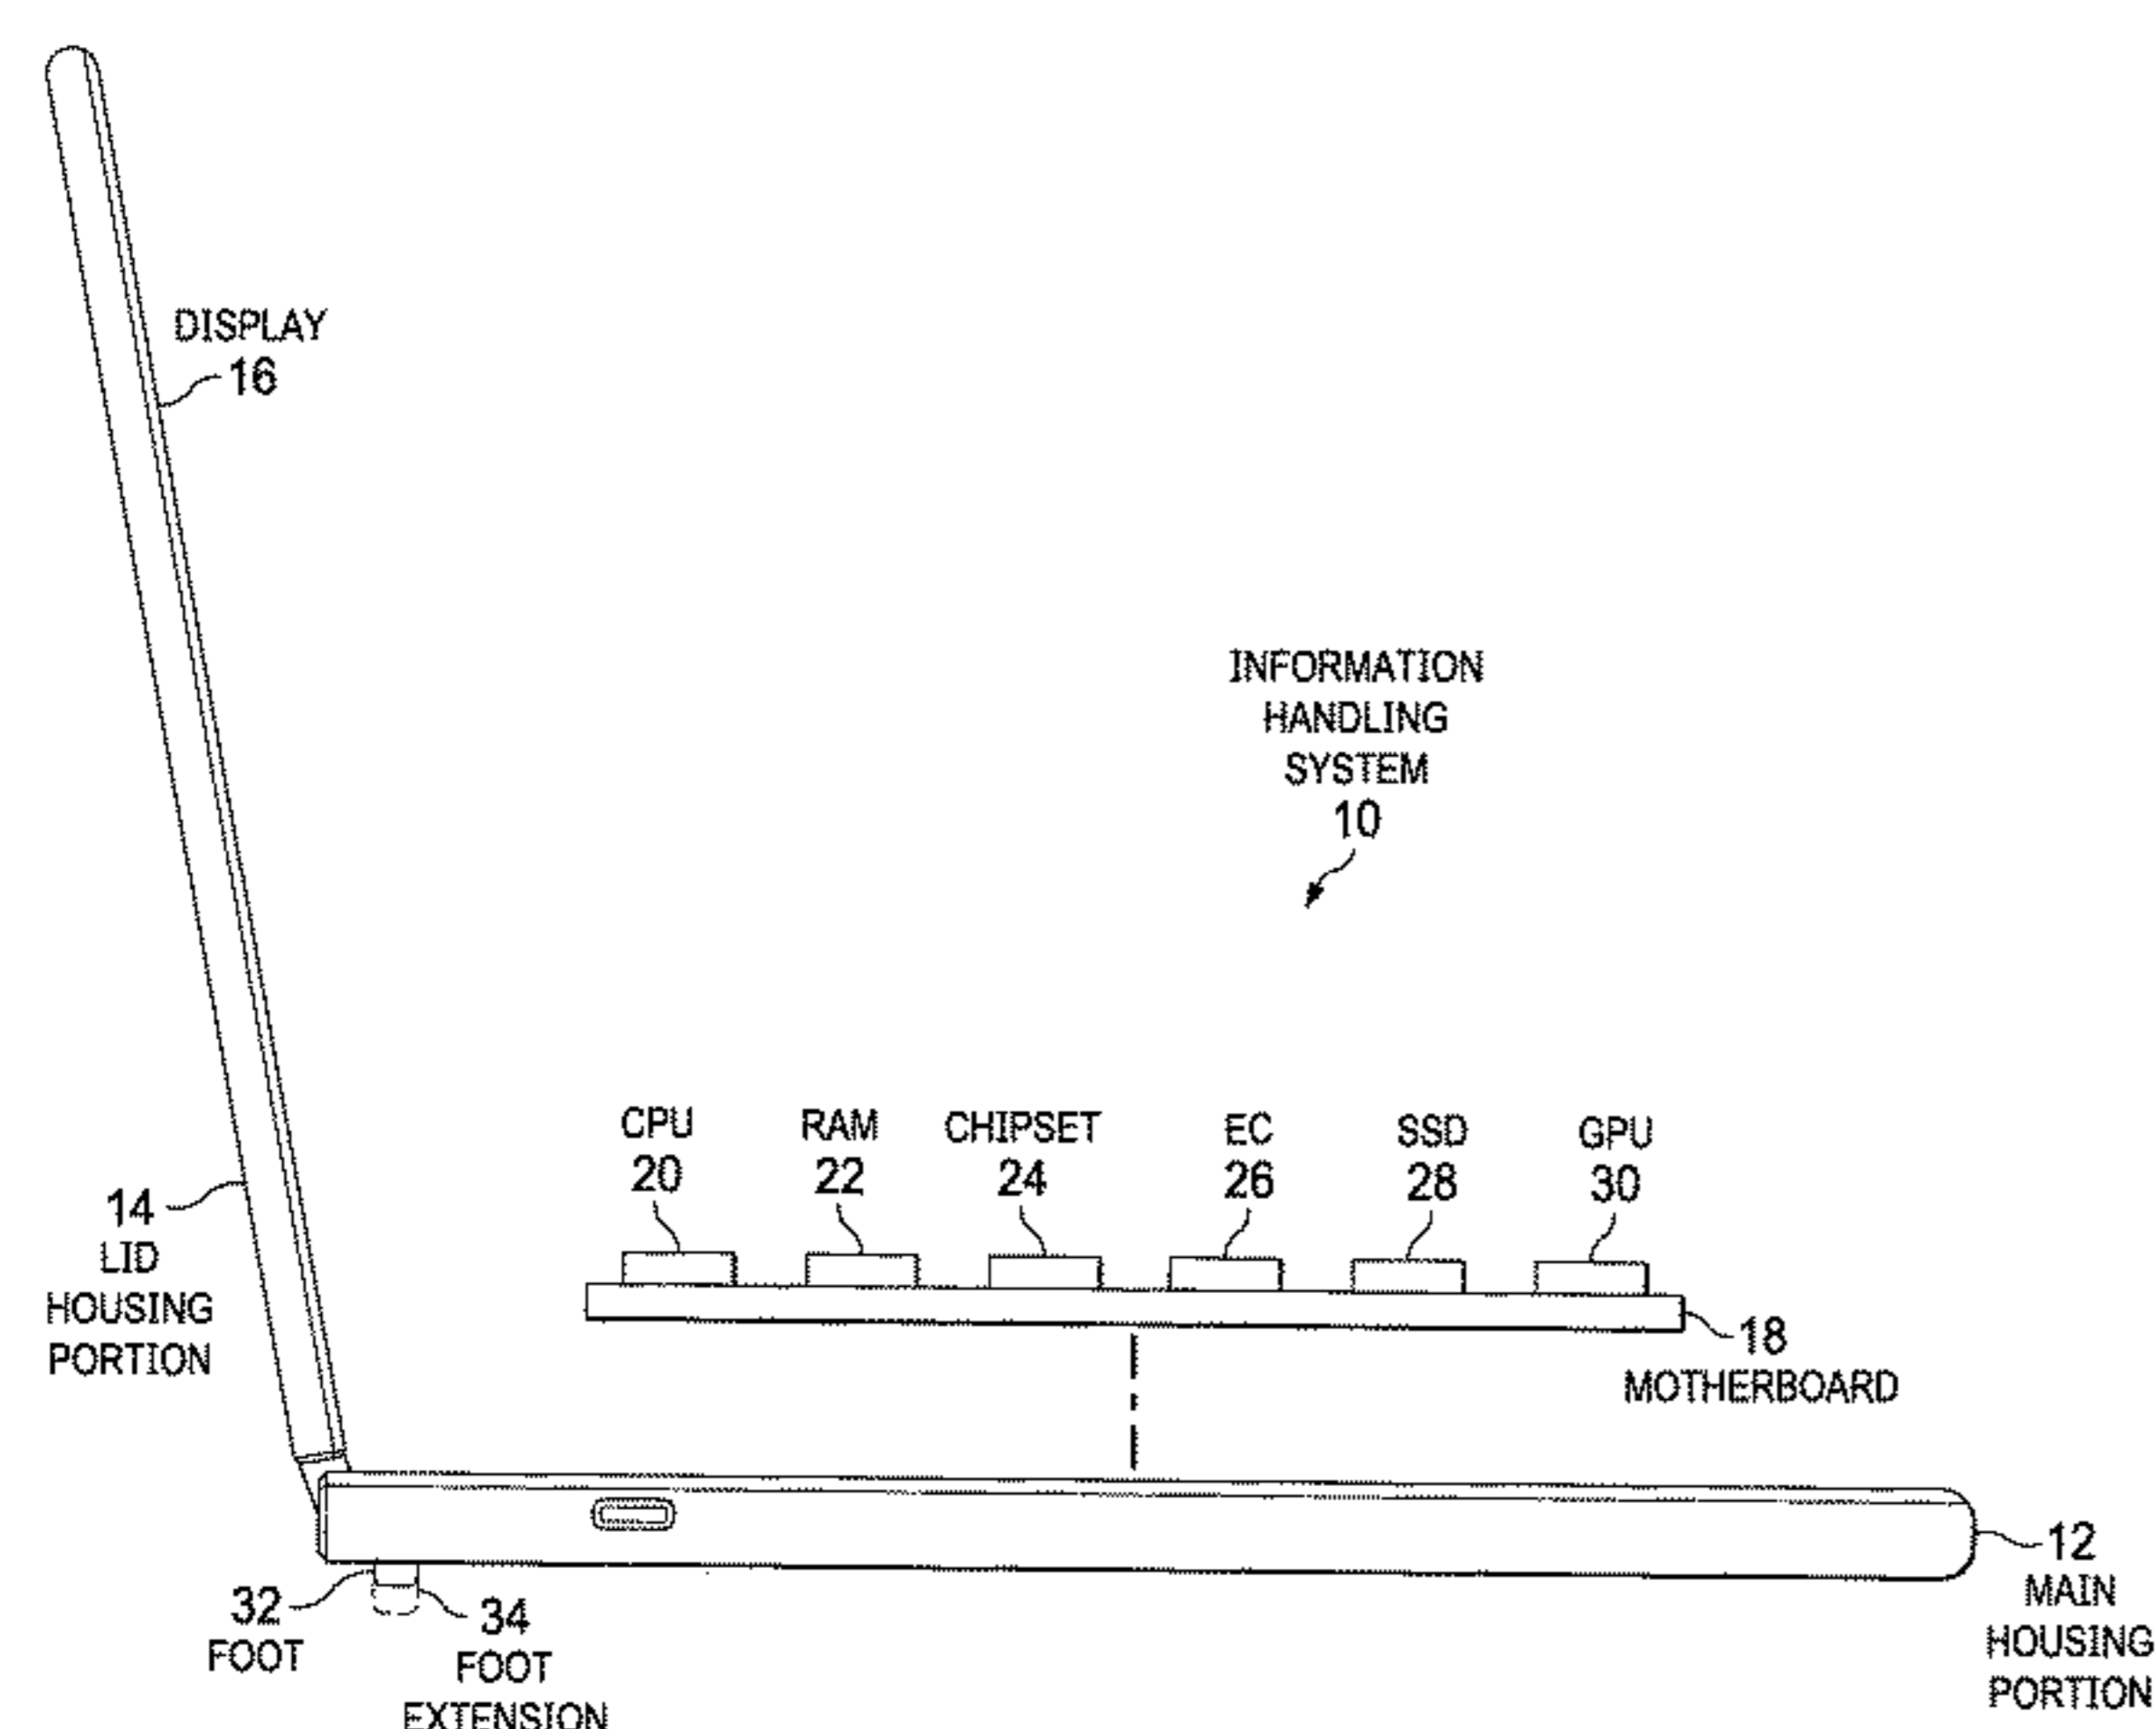 DISPLAY
16
INFORMATION
HANDLING
SYSTEM
10
CPU
20
RAM
22
CHIPSET
24
EC
26
SSD
28
GPU
30
14
LID
HOUSING
PORTION
18
MOTHERBOARD
12
MAIN
HOUSING
PORTION
32
FOOT
34
FOOT
EXTENSION